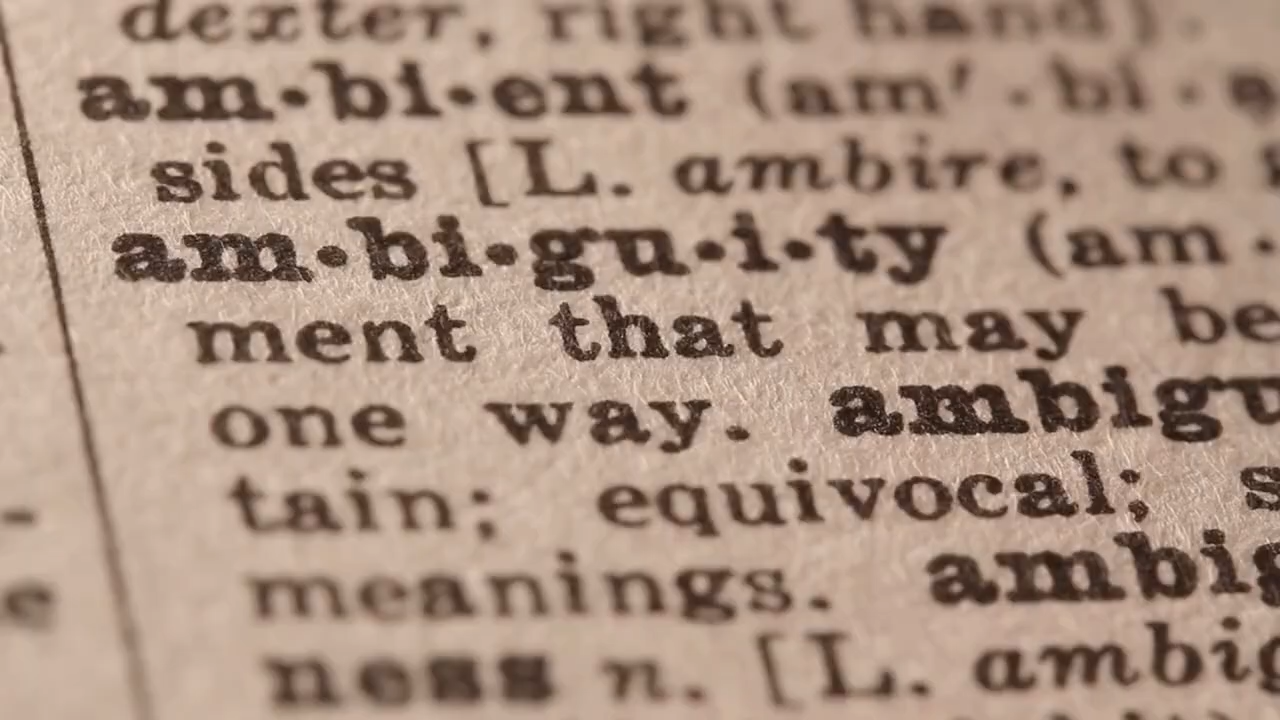 dexter, right hand].
am•bi•ent (am′ · bi ·
sides [L. ambire, to
am•bi•gu•i•ty (am ·
ment that may be
one way. ambigu
tain; equivocal; s
- meanings. ambig
e
ness n. [L. ambig